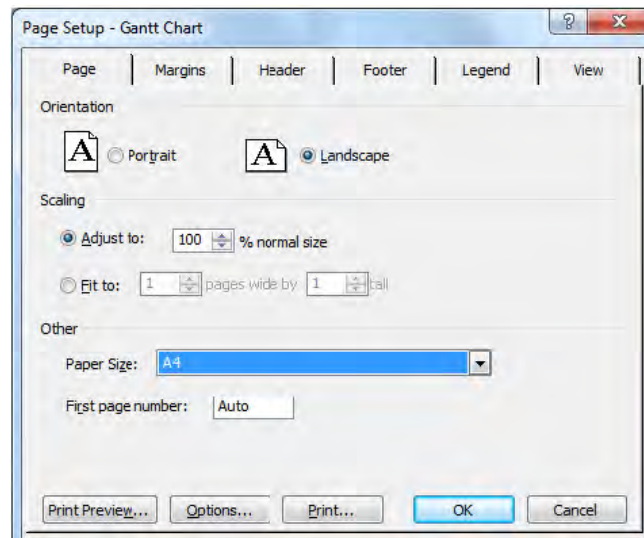 Page Setup - Gantt Chart
Page Margins Header Footer Legend View
Orientation
A Portrait A Landscape
Scaling
Adjust to: 100 % normal size
Fit to: 1 pages wide by 1 tall
Other
Paper Size: A4
First page number: Auto
Print Preview... Options... Print... OK Cancel